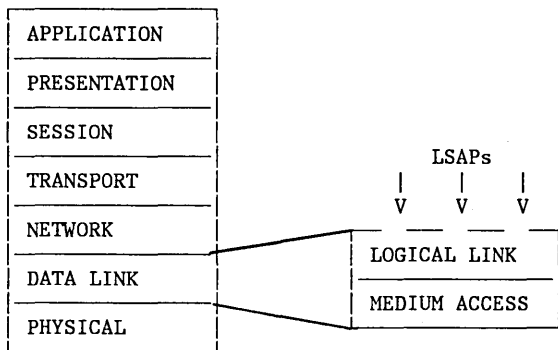 APPLICATION
PRESENTATION
SESSION
TRANSPORT
NETWORK
DATA LINK
PHYSICAL
LSAPs
V V V
LOGICAL LINK
MEDIUM ACCESS